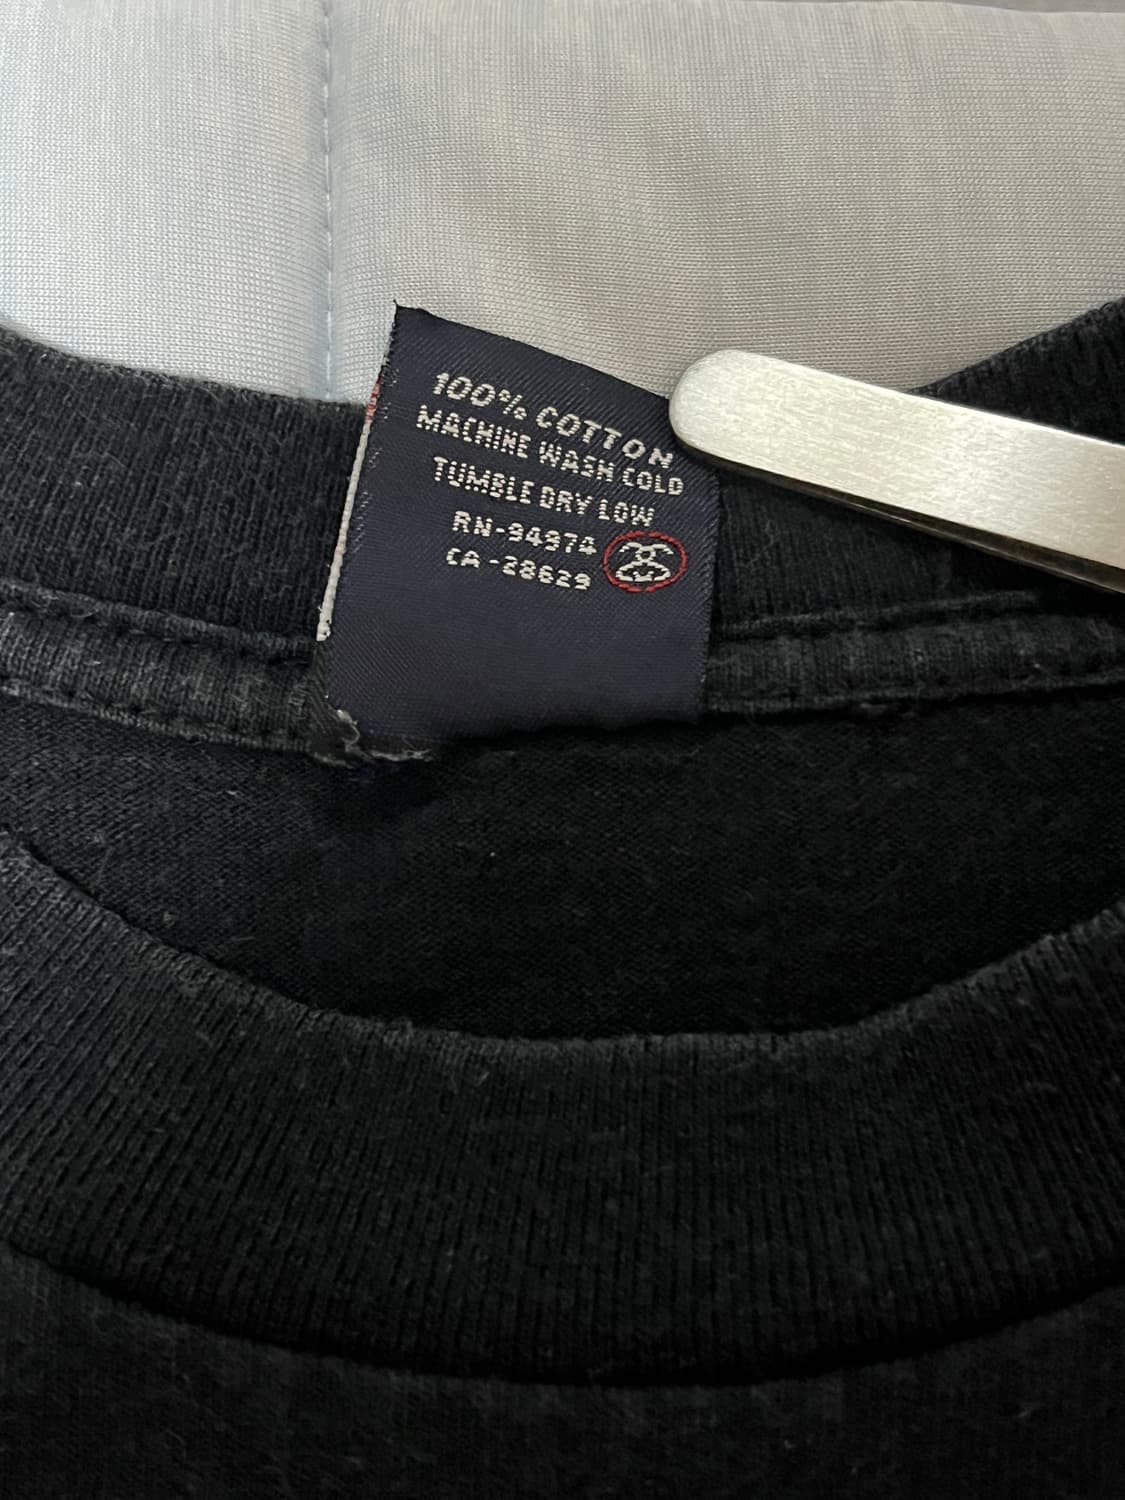 100% COTTON
MACHINE WASH COLD
TUMBLE DRY LOW
RN-94974
CA-28629